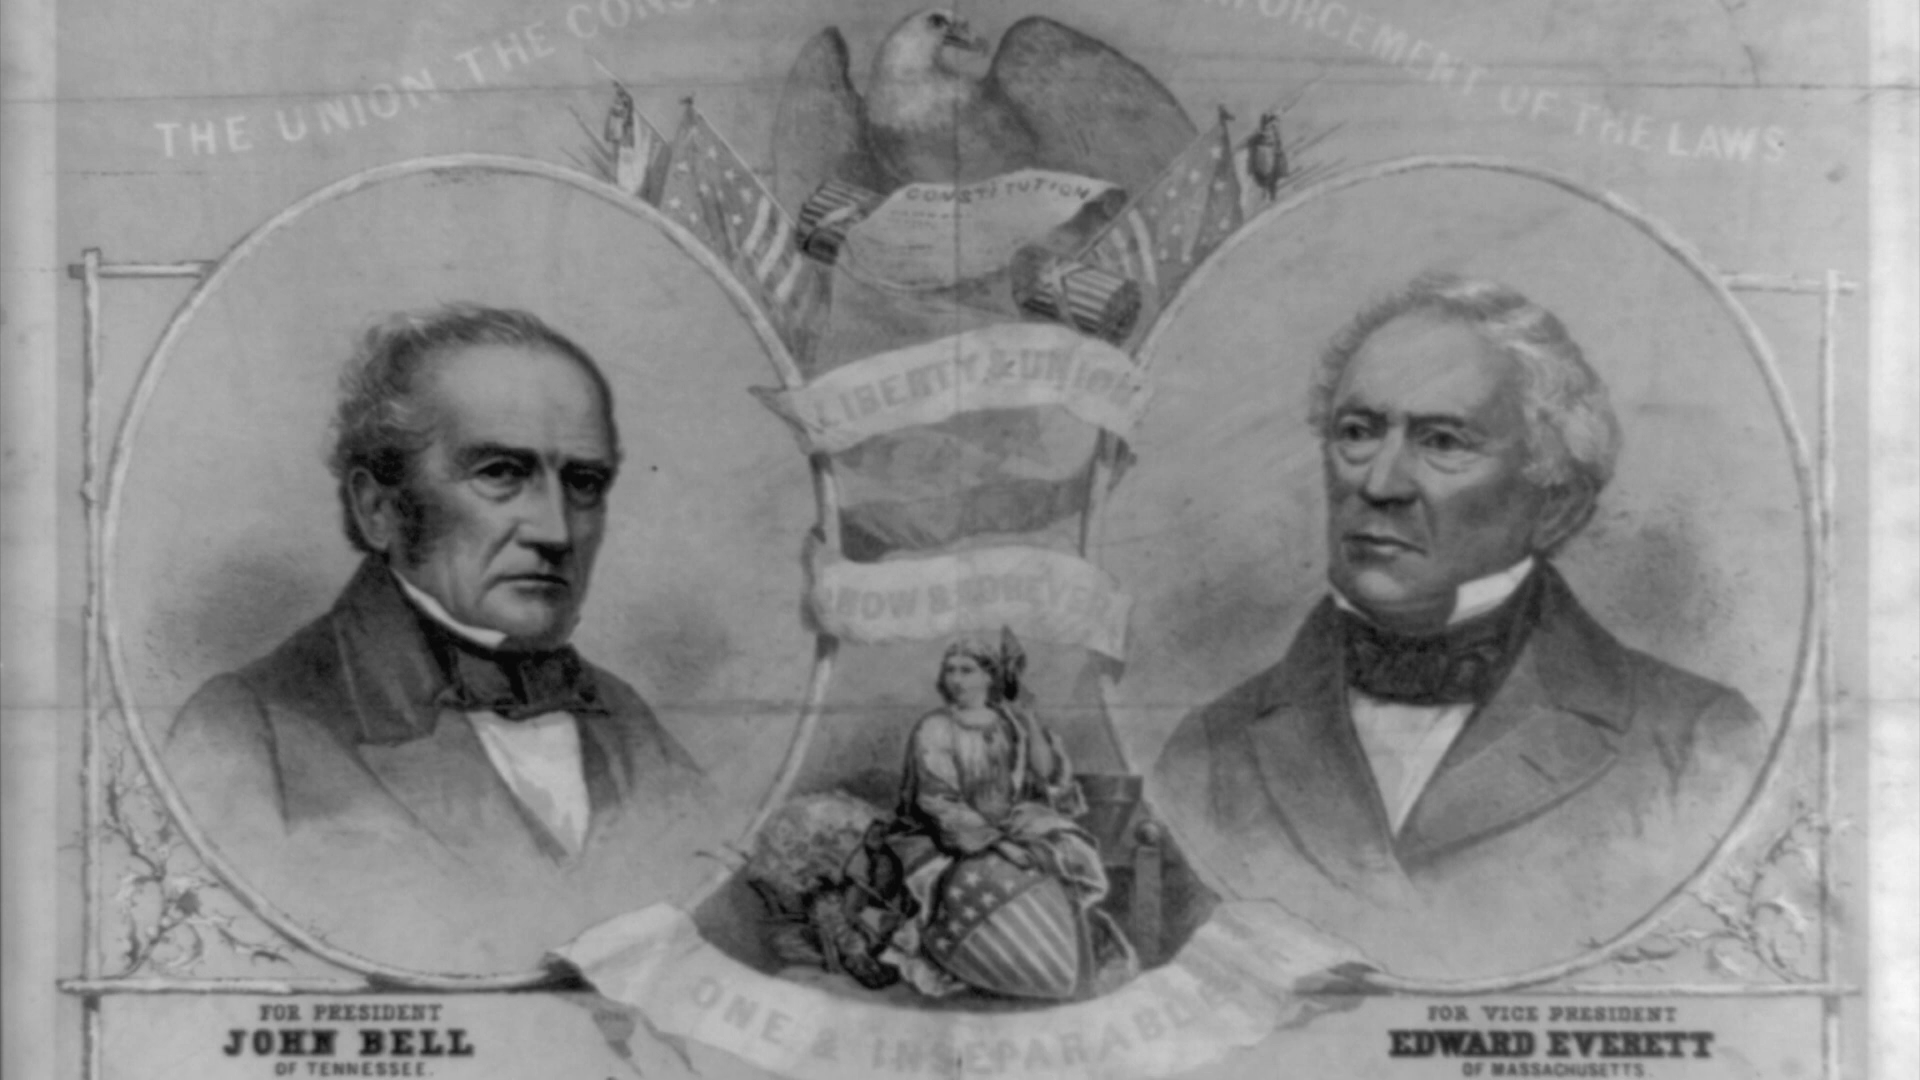 THE UNION THE CONS
FORCEMENT OF THE LAWS
CONSTITUTION
LIBERTY & UNION
NOW & FOREVER
ONE & INSEPARABLE
FOR PRESIDENT
JOHN BELL
OF TENNESSEE.
FOR VICE PRESIDENT
EDWARD EVERETT
OF MASSACHUSETTS.